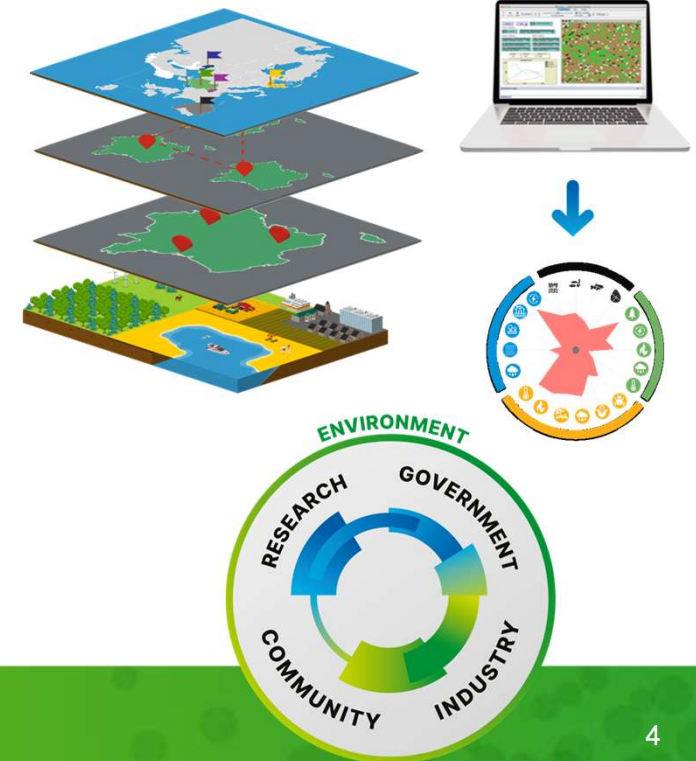 ENVIRONMENT
RESEARCH
GOVERNMENT
COMMUNITY
INDUSTRY
4